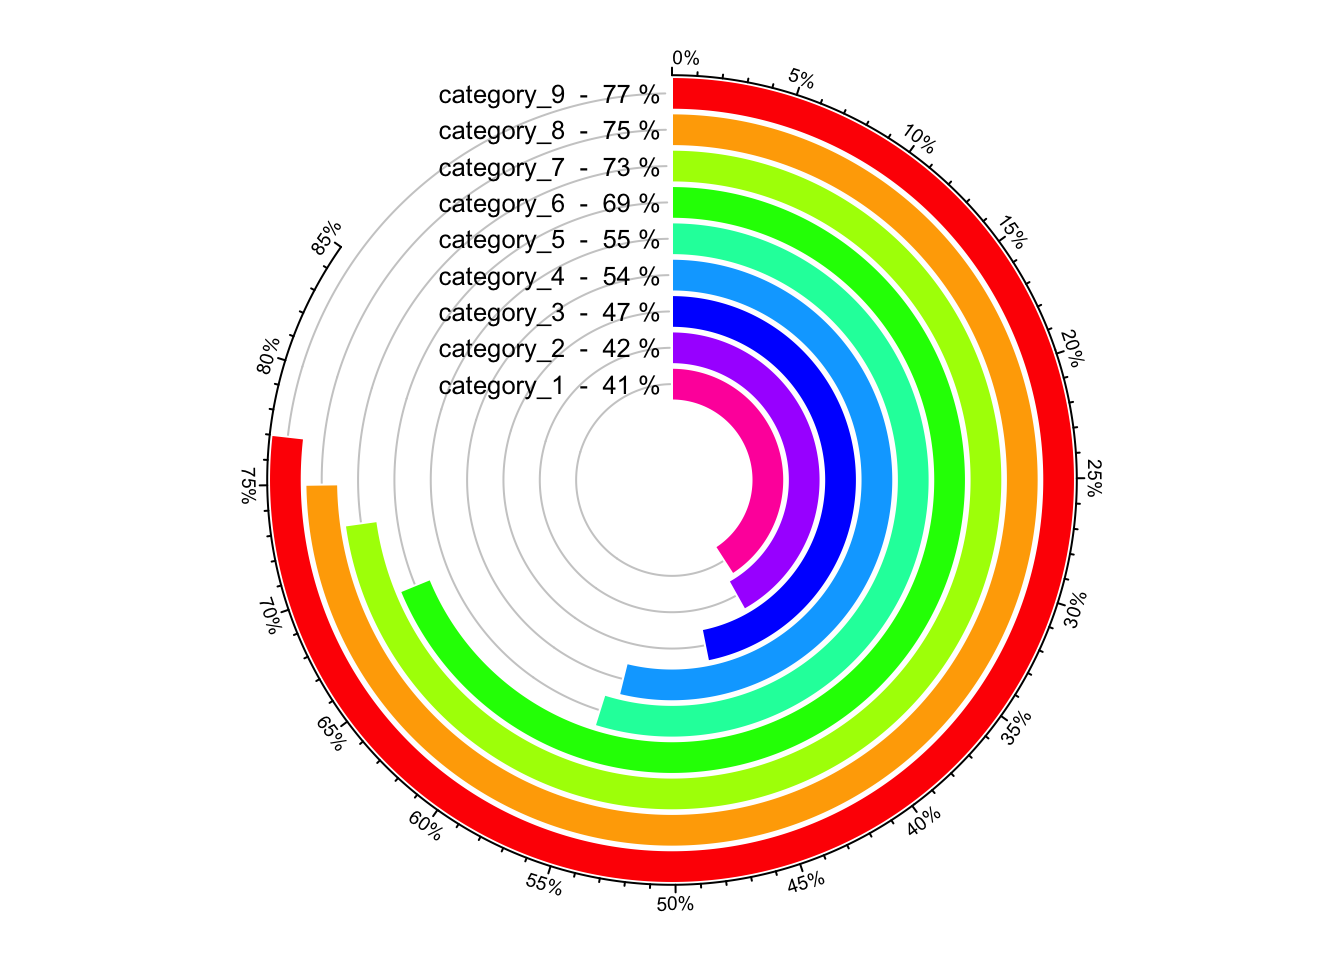 0%
5%
10%
15%
20%
25%
30%
35%
40%
45%
50%
55%
60%
65%
70%
75%
80%
85%
category_9 - 77 %
category_8 - 75 %
category_7 - 73 %
category_6 - 69 %
category_5 - 55 %
category_4 - 54 %
category_3 - 47 %
category_2 - 42 %
category_1 - 41 %